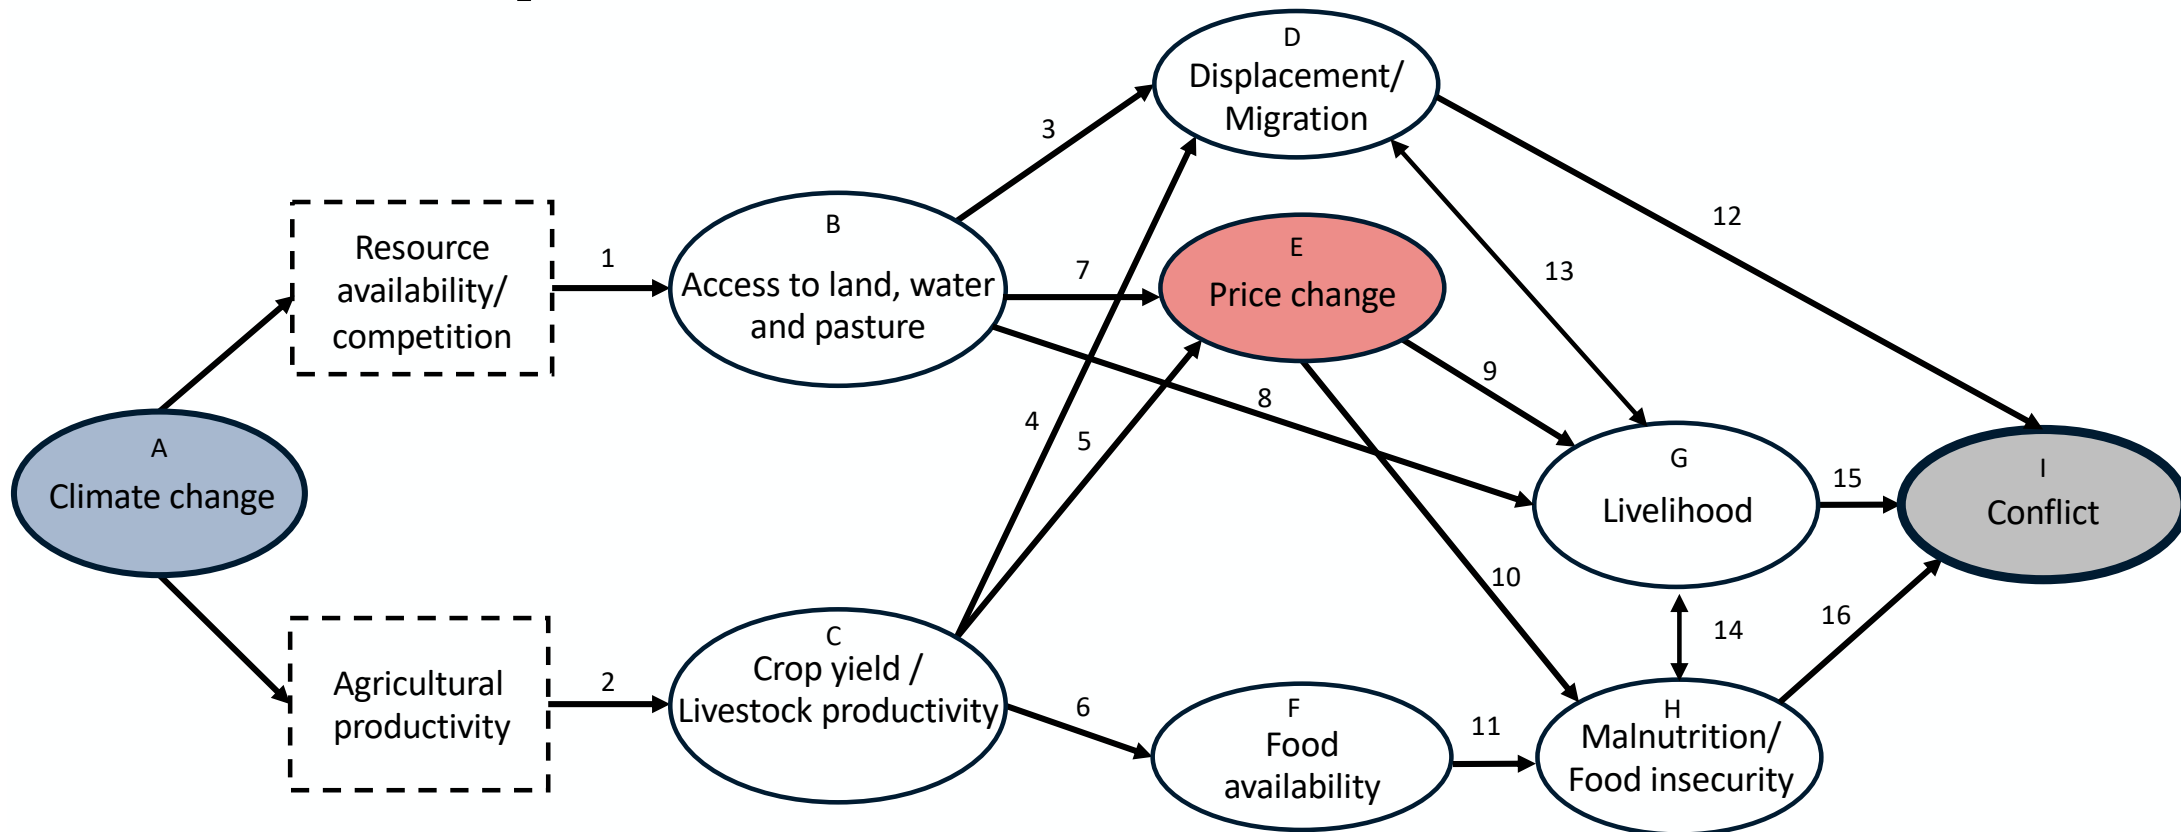 D
Displacement/
Migration
3
12
B
Access to land, water
and pasture
Resource
availability/
competition
1
7
E
Price change
13
9
8
4
5
A
Climate change
G
Livelihood
15
I
Conflict
10
14
16
Agricultural
productivity
2
C
Crop yield /
Livestock productivity
6
F
Food
availability
11
H
Malnutrition/
Food insecurity